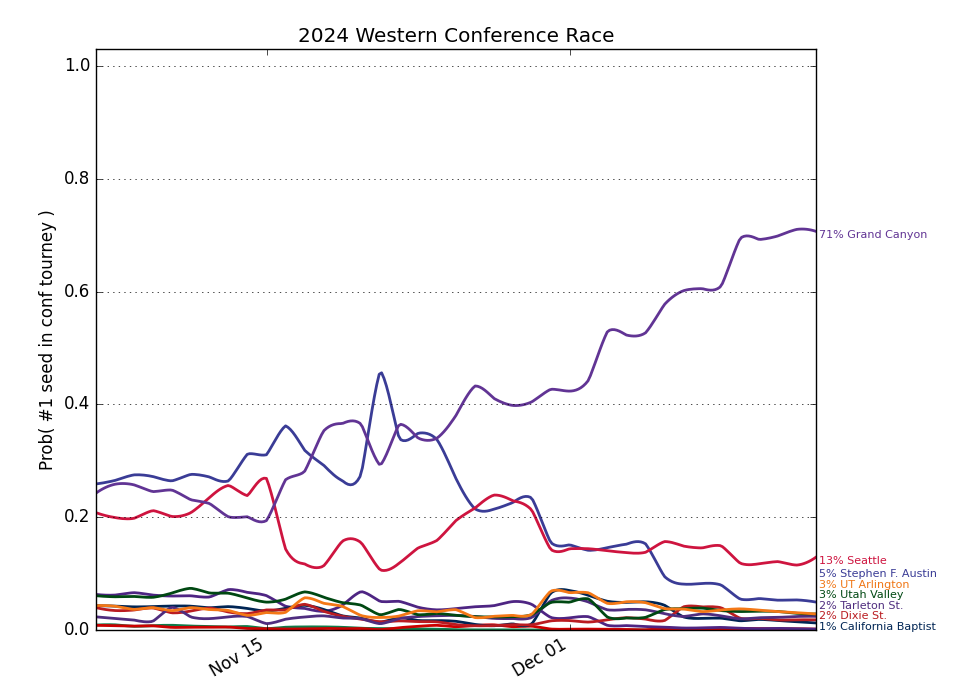 2024 Western Conference Race
Prob( #1 seed in conf tourney )
1.0
0.8
0.6
0.4
0.2
0.0
Nov 15
Dec 01
71% Grand Canyon
13% Seattle
5% Stephen F. Austin
3% UT Arlington
3% Utah Valley
2% Tarleton St.
2% Dixie St.
1% California Baptist